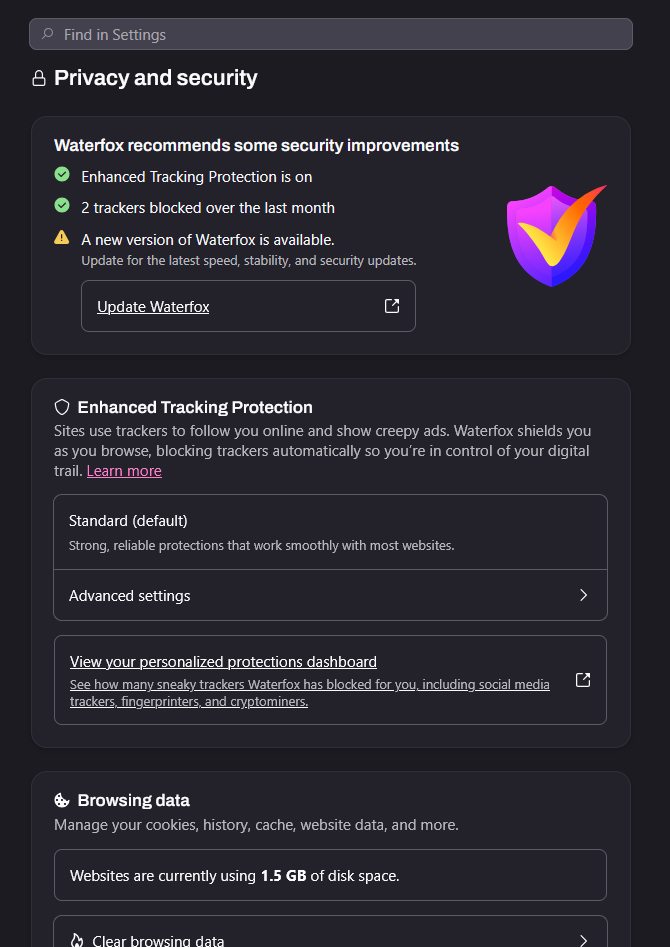 Find in Settings
Privacy and security
Waterfox recommends some security improvements
Enhanced Tracking Protection is on
2 trackers blocked over the last month
A new version of Waterfox is available.
Update for the latest speed, stability, and security updates.
Update Waterfox
Enhanced Tracking Protection
Sites use trackers to follow you online and show creepy ads. Waterfox shields you
as you browse, blocking trackers automatically so you’re in control of your digital
trail. Learn more
Standard (default)
Strong, reliable protections that work smoothly with most websites.
Advanced settings
View your personalized protections dashboard
See how many sneaky trackers Waterfox has blocked for you, including social media
trackers, fingerprinters, and cryptominers.
Browsing data
Manage your cookies, history, cache, website data, and more.
Websites are currently using 1.5 GB of disk space.
Clear browsing data